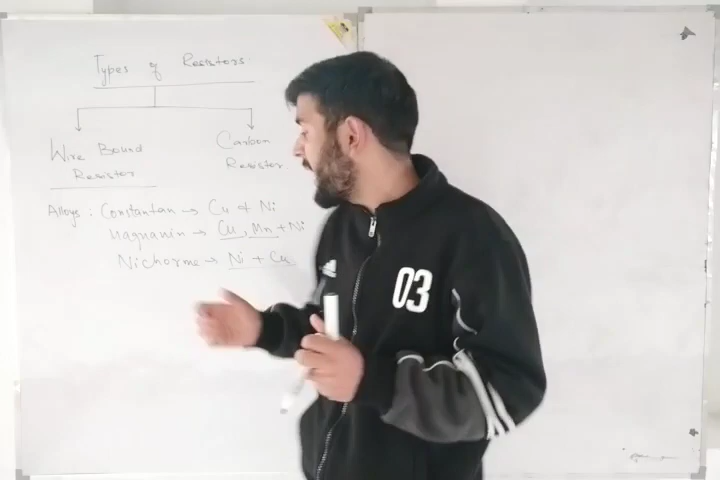 Types of Resistors
Wire Bound
Resistor
Carbon
Resistor
Alloys : Constantan → Cu & Ni
Magnanin → Cu, Mn + Ni
Nichorme → Ni + Cu
03